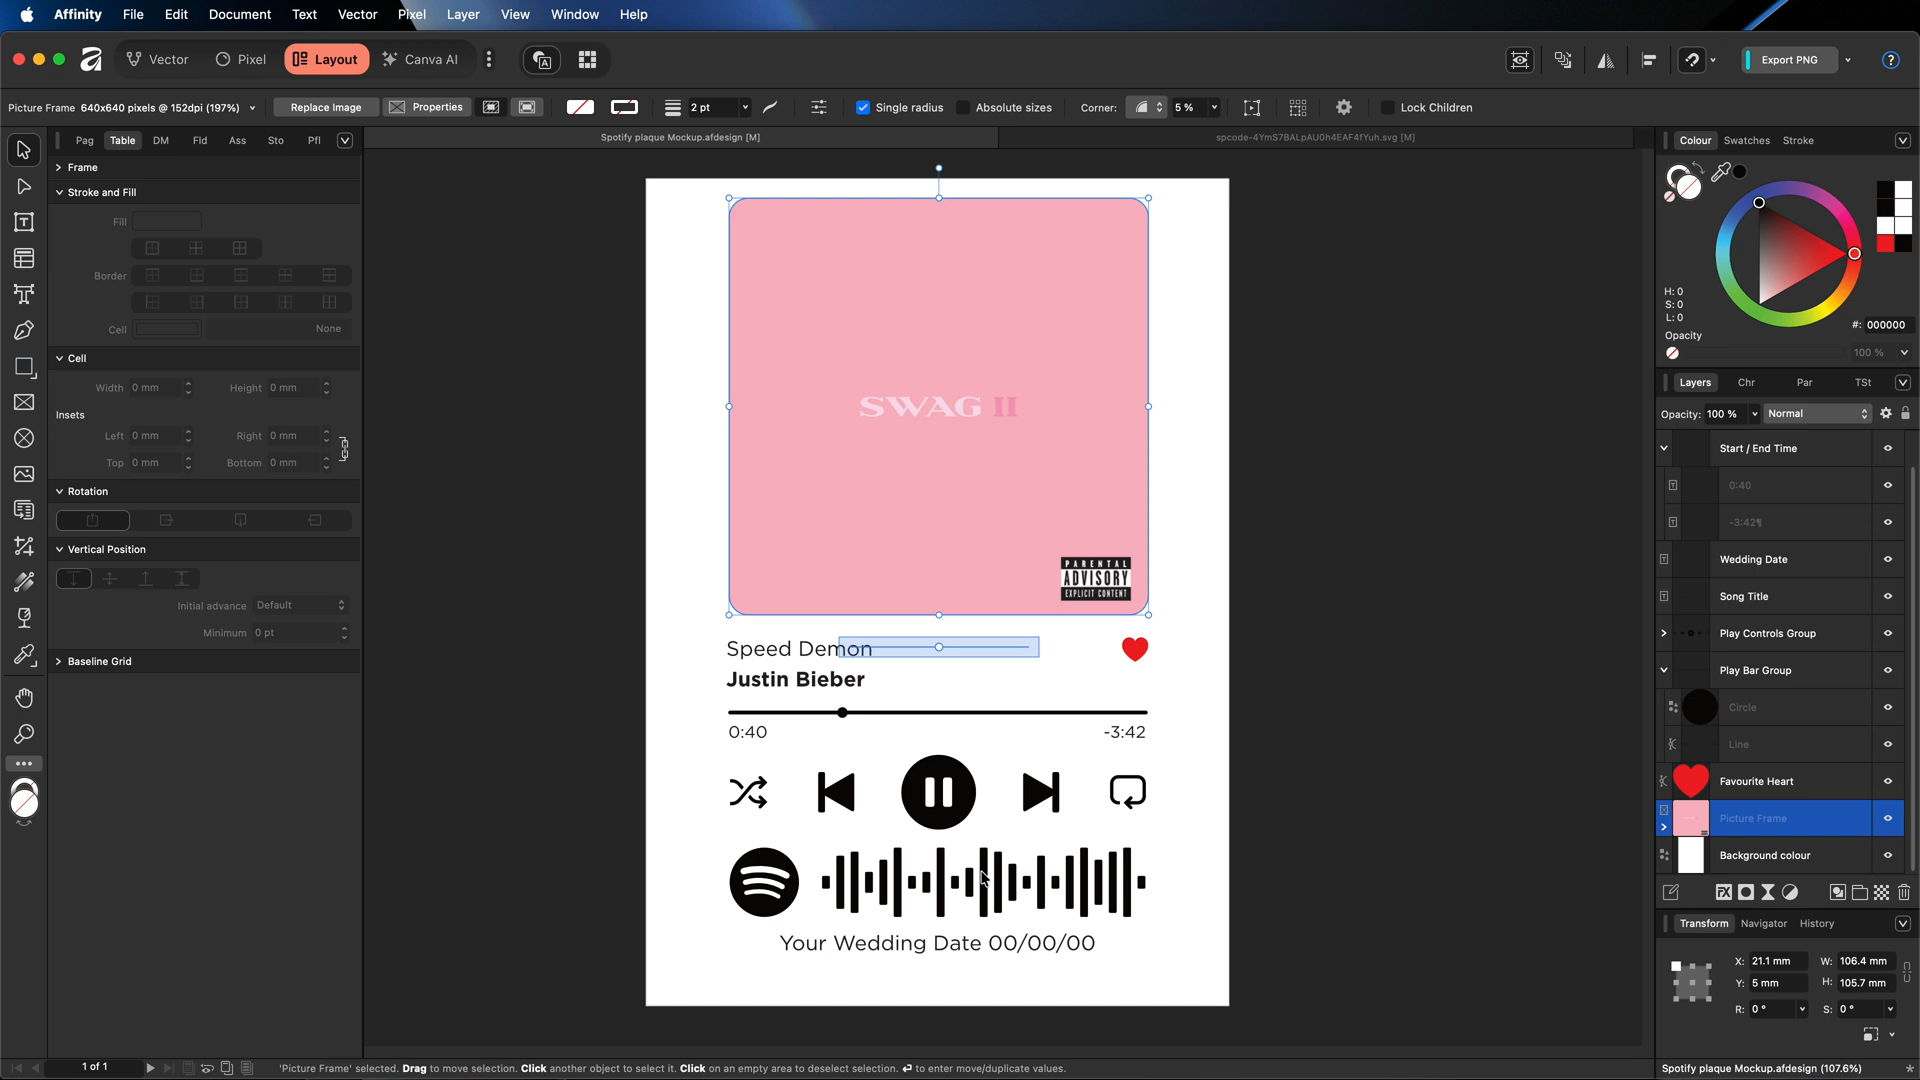 Affinity File Edit Document Text Vector Pixel Layer View Window Help
Vector Pixel Layout Canva AI Export PNG ?
Picture Frame 640x640 pixels @ 152dpi (197%) Replace Image Properties 2 pt Single radius Absolute sizes Corner: 5 % Lock Children
Pag Table DM Fld Ass Sto Pfl
Spotify plaque Mockup.afdesign [M]
spcode-4YmS7BALpAU0h4EAF4fYuh.svg [M]
Frame
Stroke and Fill
Fill
Border
Cell None
Cell
Width 0 mm Height 0 mm
Insets
Left 0 mm Right 0 mm
Top 0 mm Bottom 0 mm
Rotation
Vertical Position
Initial advance Default
Minimum 0 pt
Baseline Grid
SWAG II
PARENTAL
ADVISORY
EXPLICIT CONTENT
Speed Demon
Justin Bieber
0:40 -3:42
Your Wedding Date 00/00/00
Colour Swatches Stroke
H: 0
S: 0
L: 0
#: 000000
Opacity
100 %
Layers Chr Par TSt
Opacity: 100 % Normal
Start / End Time
0:40
-3:42¶
Wedding Date
Song Title
Play Controls Group
Play Bar Group
Circle
Line
Favourite Heart
Picture Frame
Background colour
Transform Navigator History
X: 21.1 mm W: 106.4 mm
Y: 5 mm H: 105.7 mm
R: 0 ° S: 0 °
1 of 1
'Picture Frame' selected. Drag to move selection. Click another object to select it. Click on an empty area to deselect selection. ⏎ to enter move/duplicate values.
Spotify plaque Mockup.afdesign (107.6%)